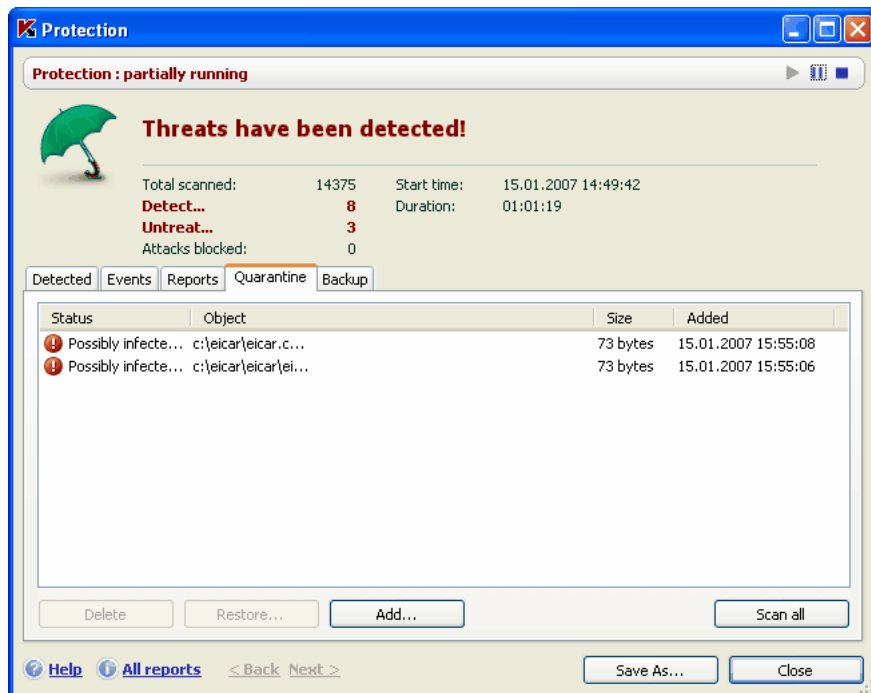 Protection
Protection : partially running
Threats have been detected!
Total scanned: 14375 Start time: 15.01.2007 14:49:42
Detect... 8 Duration: 01:01:19
Untreat... 3
Attacks blocked: 0
Detected Events Reports Quarantine Backup
Status Object Size Added
Possibly infecte... c:\eicar\eicar.c... 73 bytes 15.01.2007 15:55:08
Possibly infecte... c:\eicar\eicar\ei... 73 bytes 15.01.2007 15:55:06
Delete Restore... Add... Scan all
Help All reports < Back Next > Save As... Close